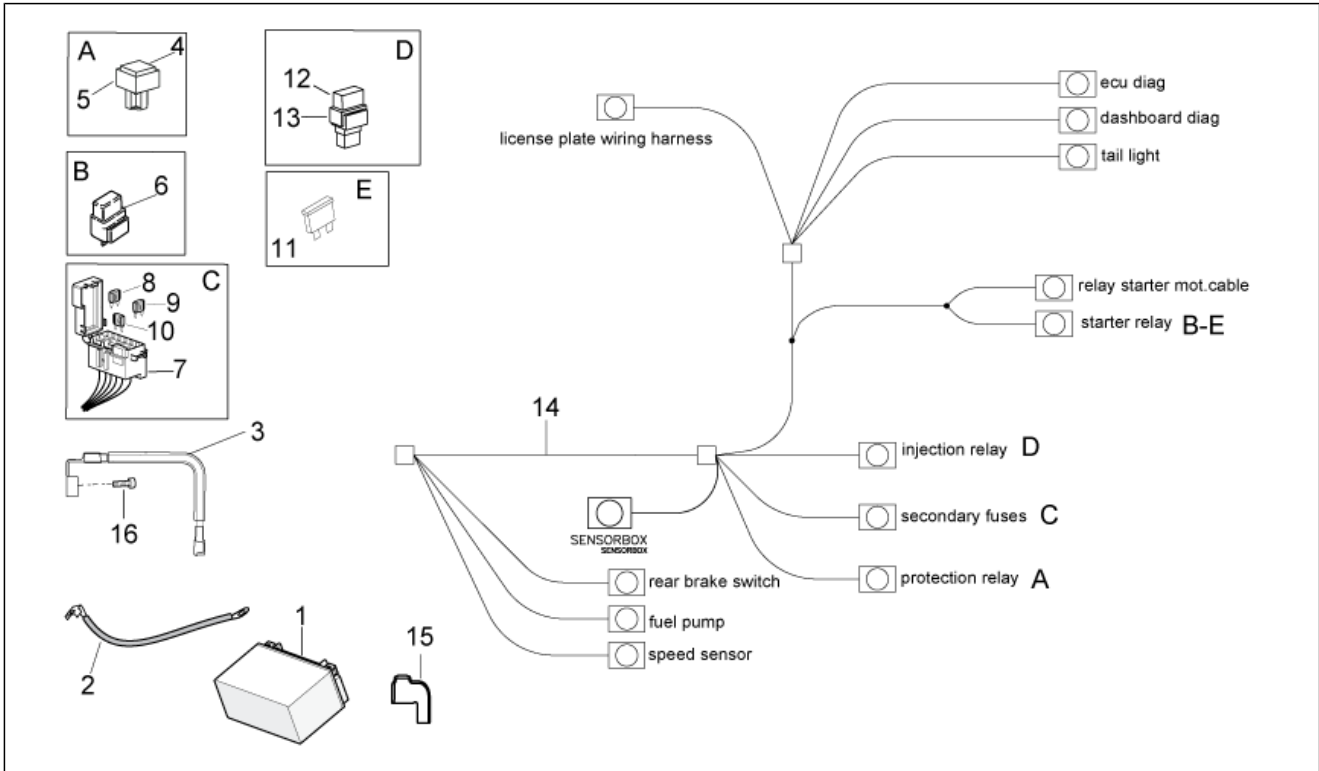 A
4
5
D
12
13
B
6
E
11
C
8
9
10
7
3
16
2
1
15
14
license plate wiring harness
ecu diag
dashboard diag
tail light
relay starter mot.cable
starter relay B-E
injection relay D
secondary fuses C
protection relay A
SENSORBOX
SENSORBOX
rear brake switch
fuel pump
speed sensor